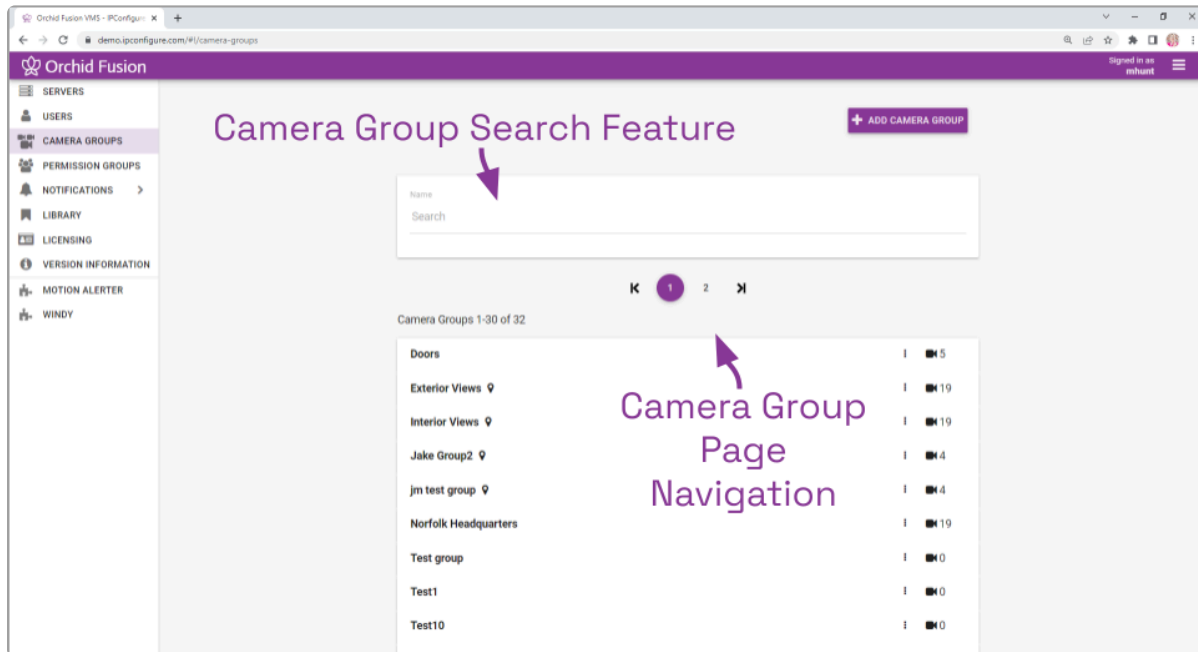 Orchid Fusion VMS - IPConfigure
demo.ipconfigure.com/#!/camera-groups
Orchid Fusion
Signed in as
mhunt
SERVERS
USERS
CAMERA GROUPS
PERMISSION GROUPS
NOTIFICATIONS
LIBRARY
LICENSING
VERSION INFORMATION
MOTION ALERTER
WINDY
Camera Group Search Feature
ADD CAMERA GROUP
Name
Search
1 2
Camera Groups 1-30 of 32
Doors 5
Exterior Views 19
Interior Views 19
Jake Group2 4
jm test group 4
Norfolk Headquarters 19
Test group 0
Test1 0
Test10 0
Camera Group
Page
Navigation